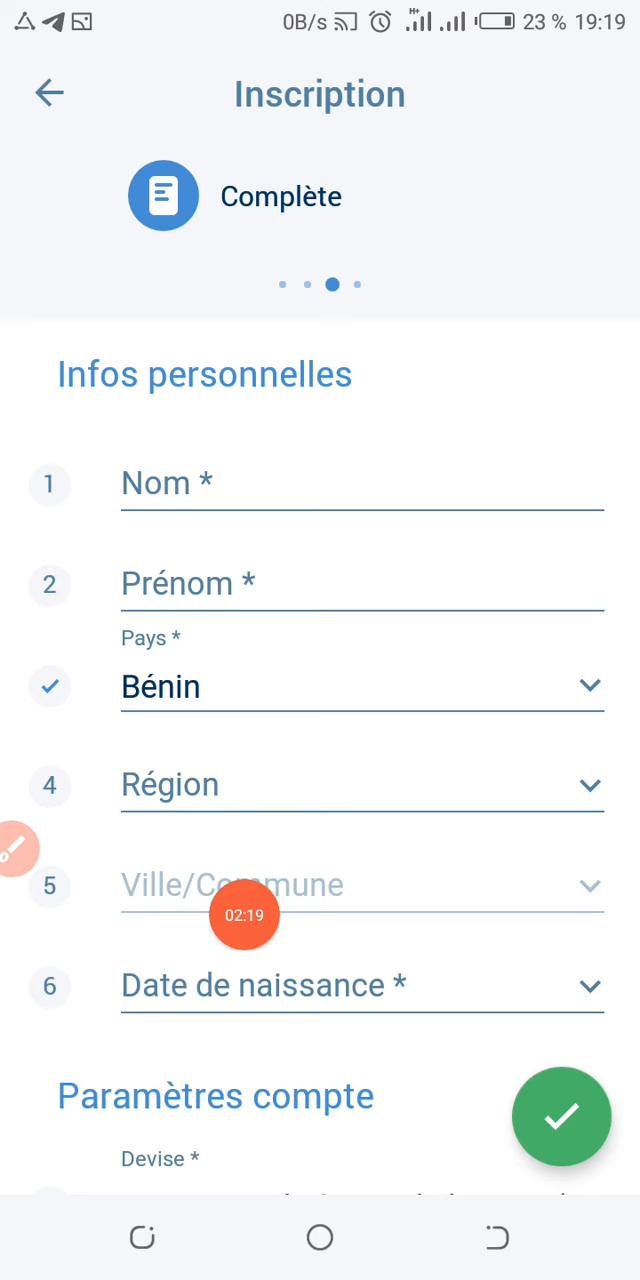 0B/s H+ 23 % 19:19
Inscription
Complète
Infos personnelles
1 Nom *
2 Prénom *
Pays *
Bénin
4 Région
5 Ville/Commune
02:19
6 Date de naissance *
Paramètres compte
Devise *